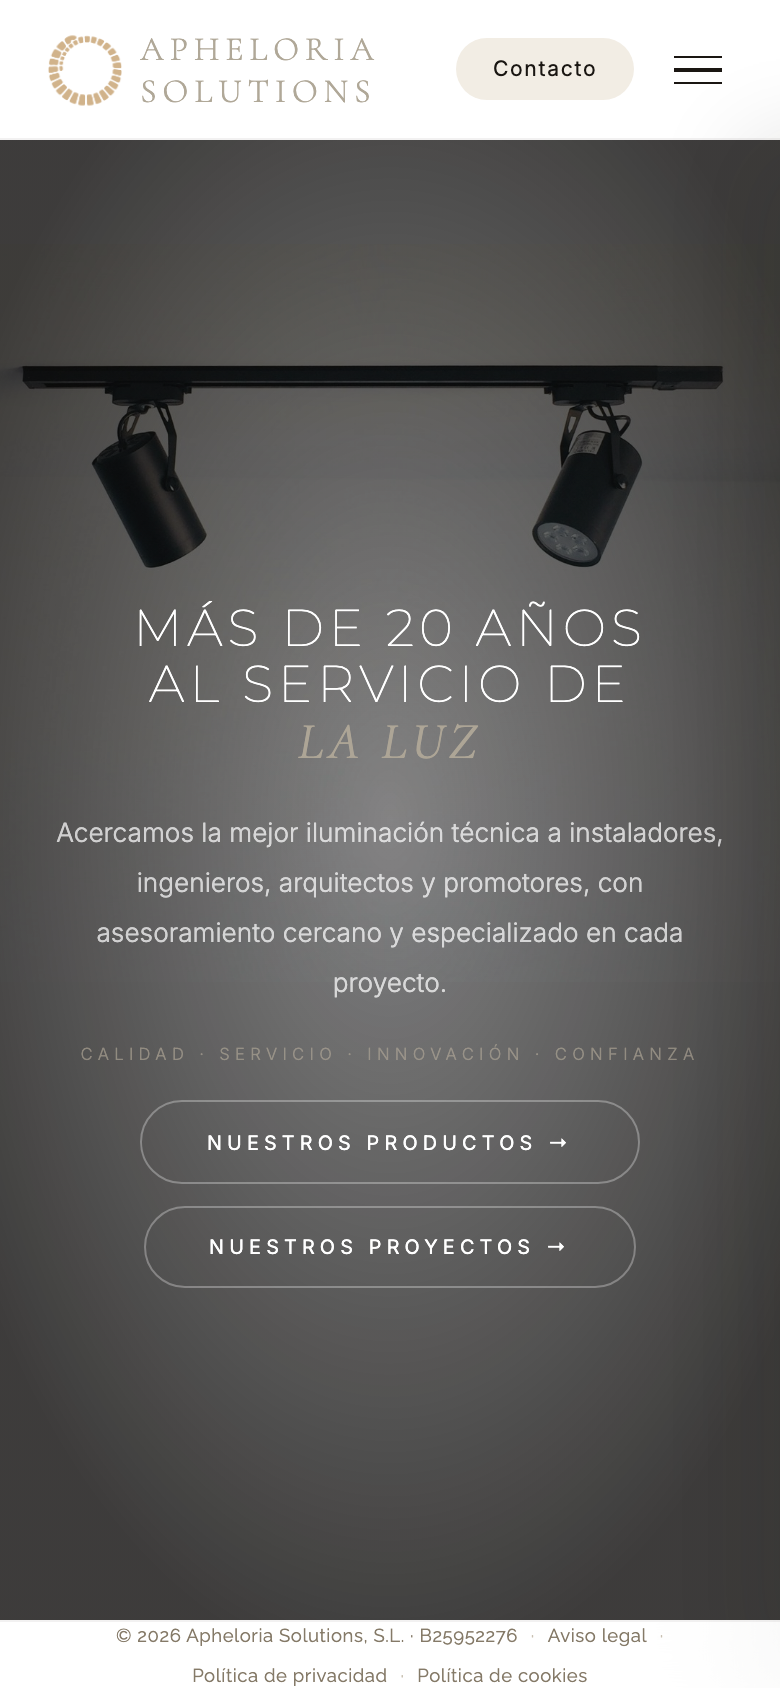 APHELORIA
SOLUTIONS
Contacto
MÁS DE 20 AÑOS
AL SERVICIO DE
LA LUZ
Acercamos la mejor iluminación técnica a instaladores,
ingenieros, arquitectos y promotores, con
asesoramiento cercano y especializado en cada
proyecto.
CALIDAD · SERVICIO · INNOVACIÓN · CONFIANZA
NUESTROS PRODUCTOS →
NUESTROS PROYECTOS →
© 2026 Apheloria Solutions, S.L. · B25952276 · Aviso legal ·
Política de privacidad · Política de cookies